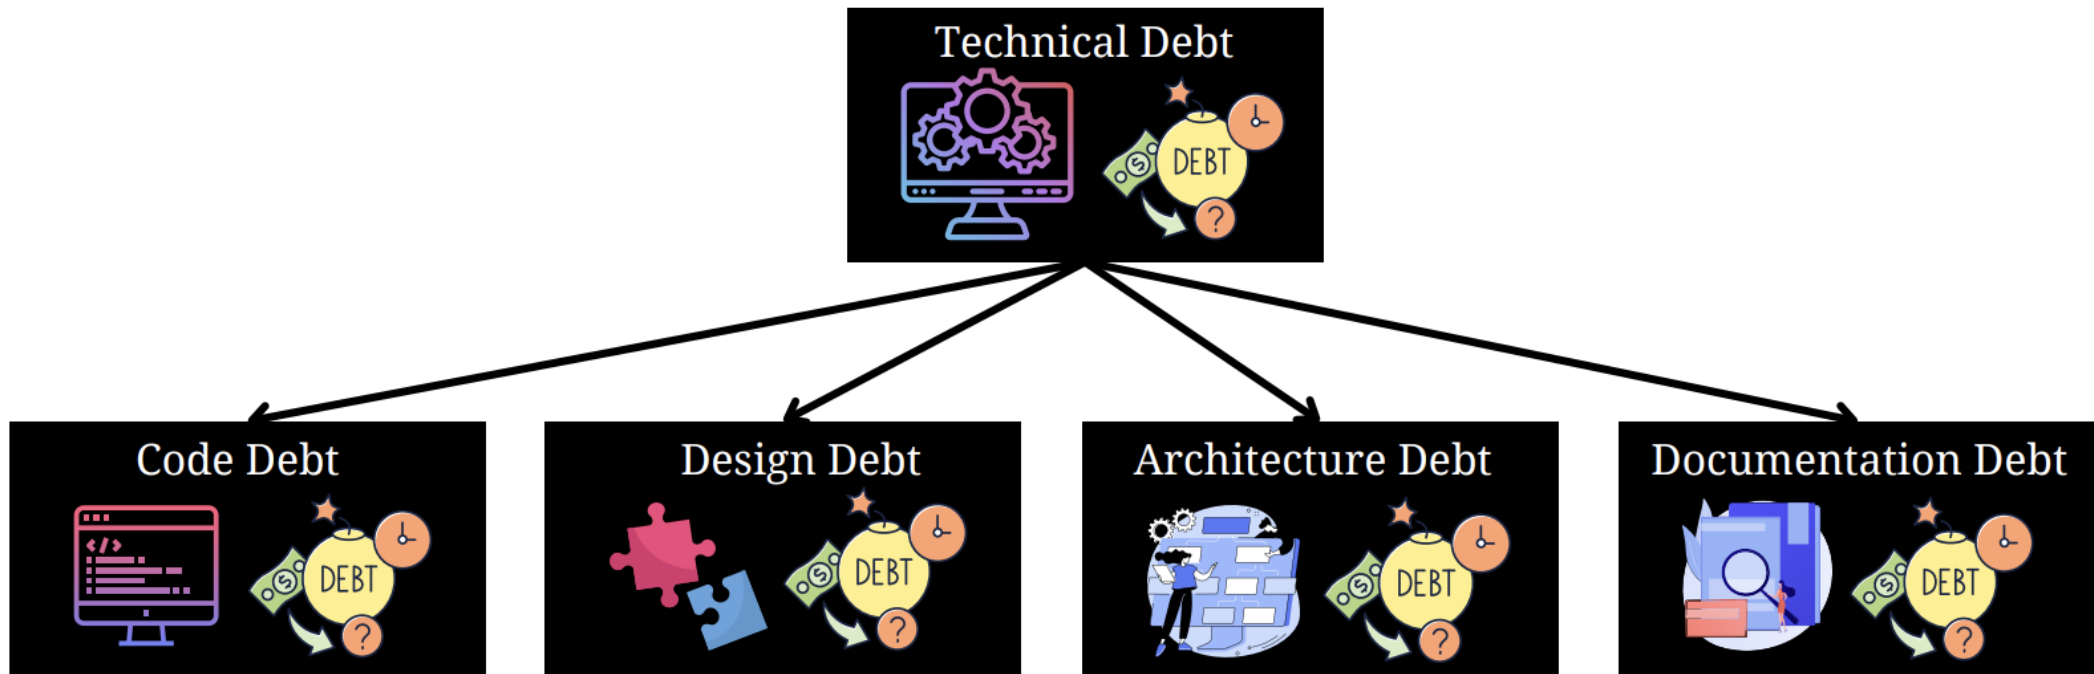 Technical Debt
DEBT
?
Code Debt
Design Debt
Architecture Debt
Documentation Debt
</> DEBT
DEBT
DEBT
DEBT
?
?
?
?